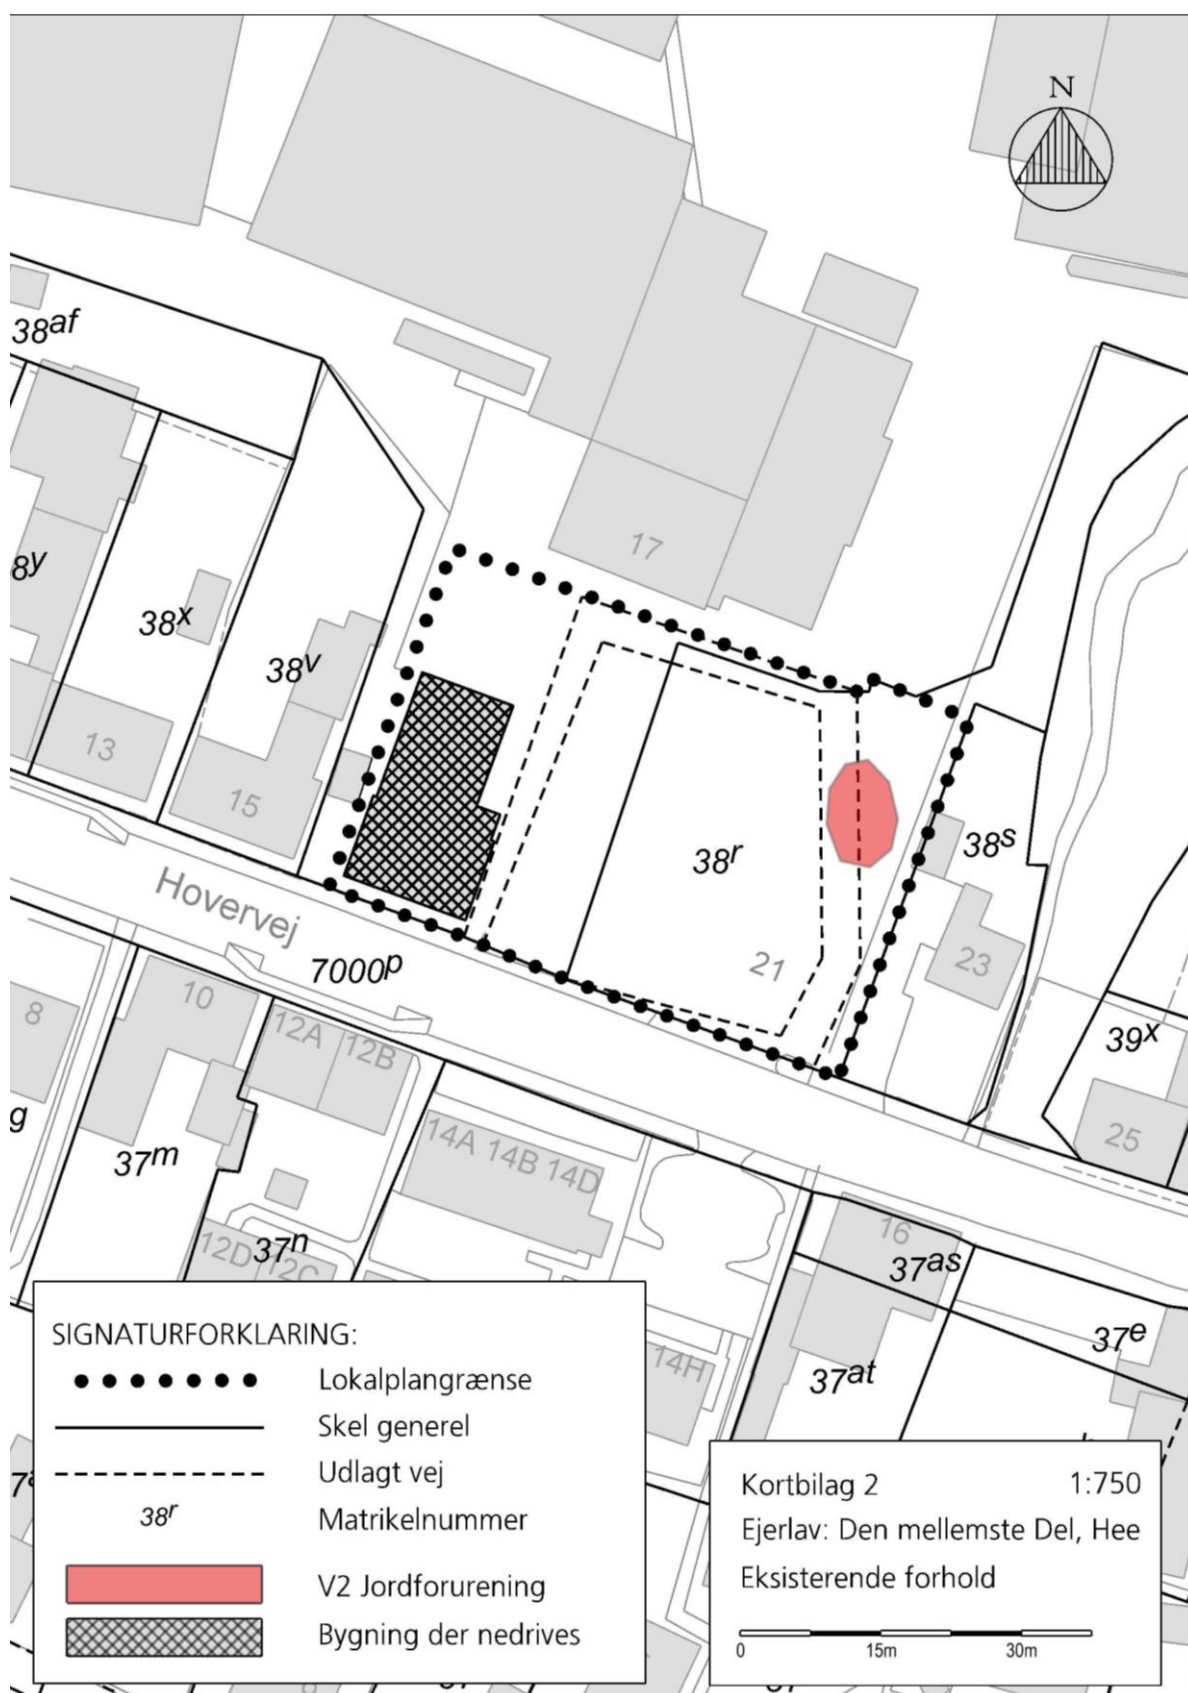 N
38af
17
8y
38x
38v
13
15
38r
38s
Hovervej
7000p
21
23
39x
8
10
12A
12B
25
g
37m
14A 14B 14D
12D
37n
12C
16
37as
37e
14H
37at
SIGNATURFORKLARING:
Lokalplangrænse
Skel generel
Udlagt vej
38r Matrikelnummer
V2 Jordforurening
Bygning der nedrives
Kortbilag 2 1:750
Ejerlav: Den mellemste Del, Hee
Eksisterende forhold
0 15m 30m